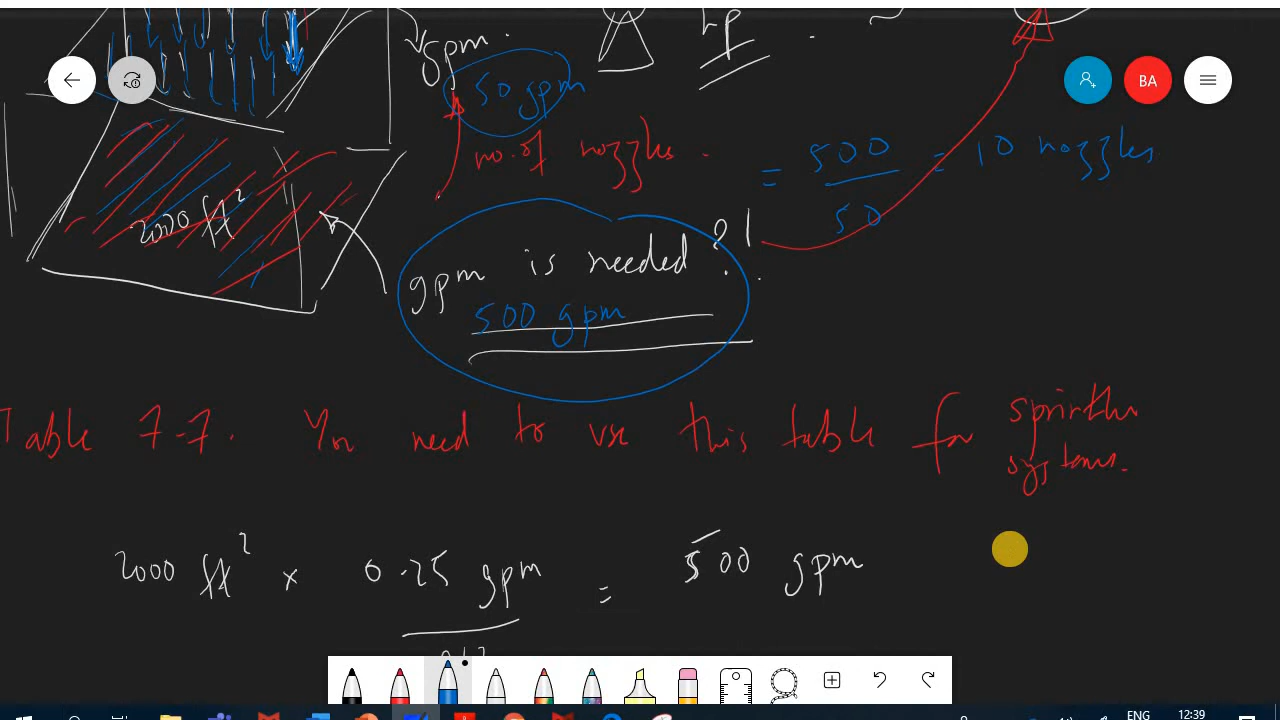 gpm.
50 gpm
no. of nozzles.
= 500 / 50 = 10 nozzles
2000 ft²
gpm is needed?!
500 gpm
Table 7-7. You need to use this table for
systems.
2000 ft² × 0.25 gpm = 500 gpm
BA
ENG
12:39